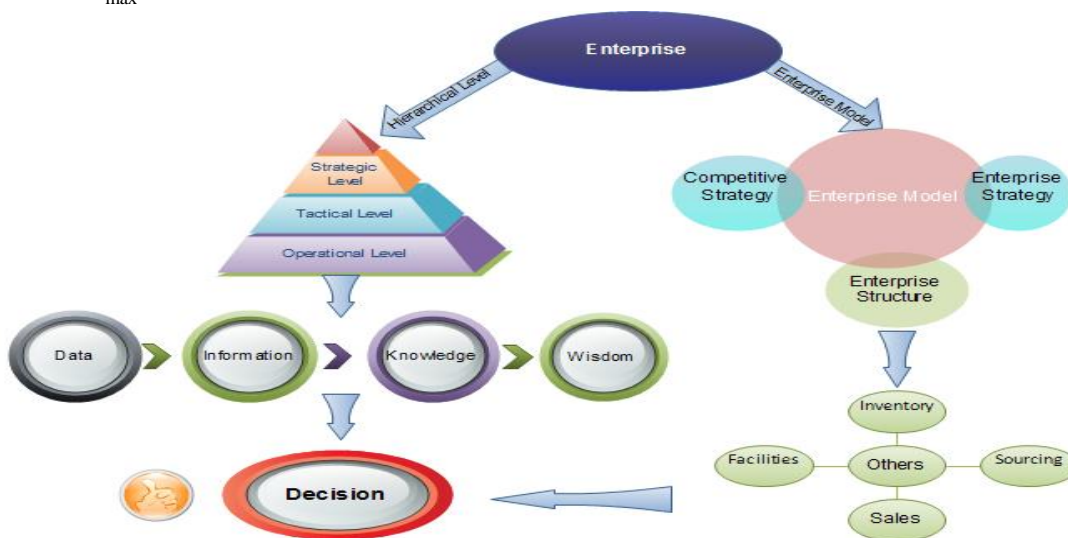 max
Enterprise
Hierarchical Level
Enterprise Model
Strategic
Level
Tactical Level
Operational Level
Competitive
Strategy
Enterprise Model
Enterprise
Strategy
Enterprise
Structure
Data
Information
Knowledge
Wisdom
Inventory
Facilities
Others
Sourcing
Sales
Decision